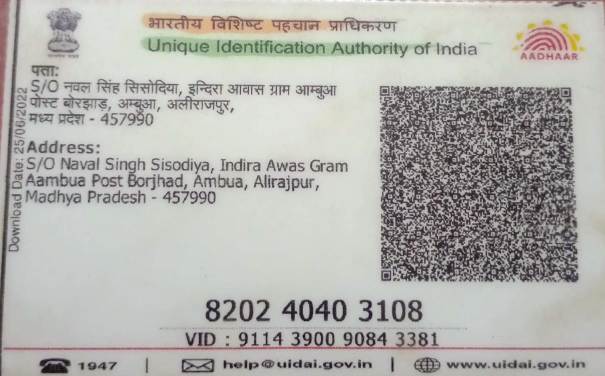 भारतीय विशिष्ट पहचान प्राधिकरण
Unique Identification Authority of India
AADHAAR
पता:
S/O नवल सिंह सिसोदिया, इन्दिरा आवास ग्राम आम्बुआ
पोस्ट बोरझाड़, अम्बुआ, अलीराजपुर,
मध्य प्रदेश - 457990
Address:
S/O Naval Singh Sisodiya, Indira Awas Gram
Aambua Post Borjhad, Ambua, Alirajpur,
Madhya Pradesh - 457990
Download Date: 25/06/2022
8202 4040 3108
VID : 9114 3900 9084 3381
1947 | help@uidai.gov.in | www.uidai.gov.in